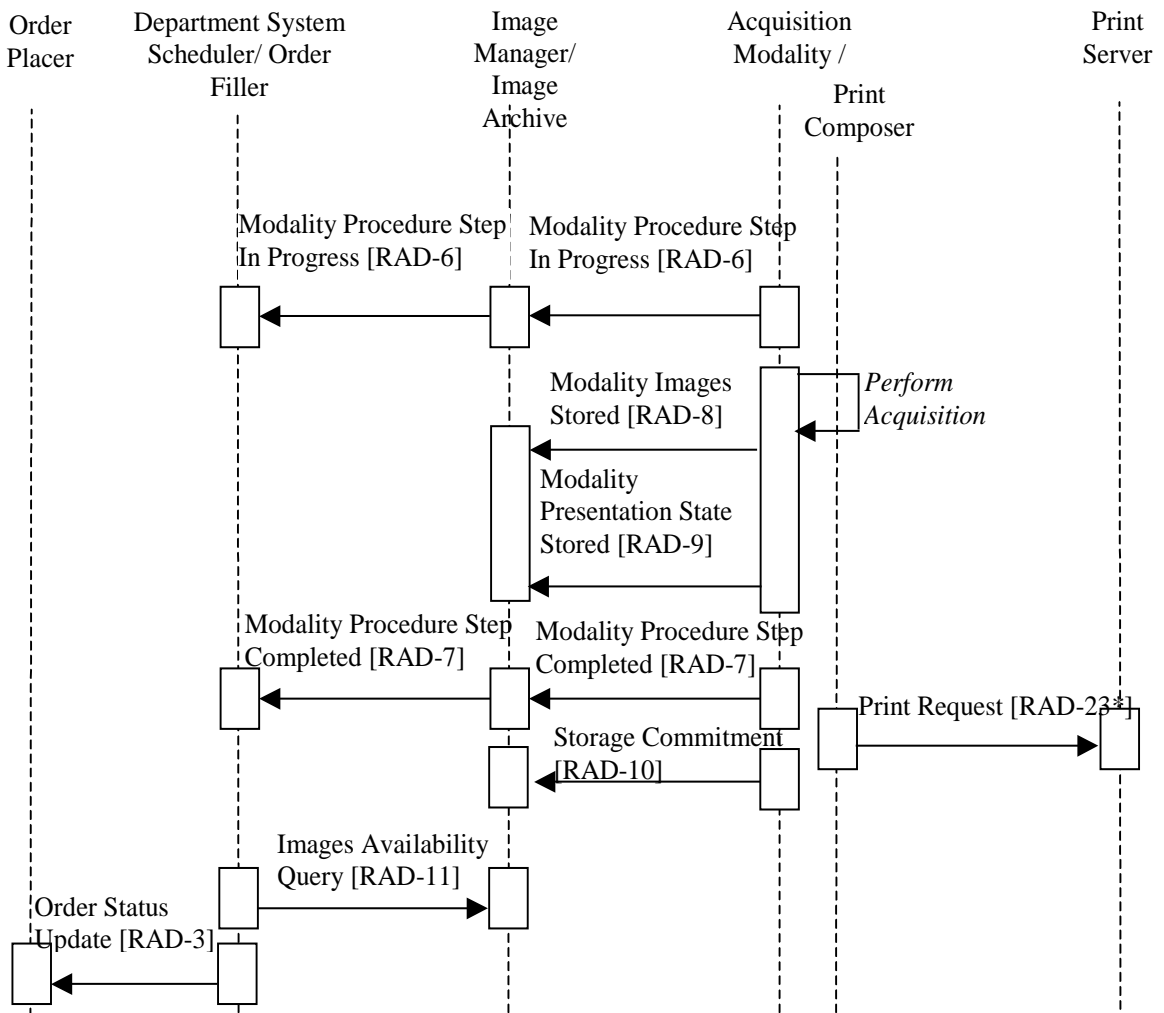 Order
Placer
Department System
Scheduler/ Order
Filler
Image
Manager/
Image
Archive
Acquisition
Modality /
Print
Composer
Print
Server
Modality Procedure Step
In Progress [RAD-6]
Modality Procedure Step
In Progress [RAD-6]
Perform
Acquisition
Modality Images
Stored [RAD-8]
Modality
Presentation State
Stored [RAD-9]
Modality Procedure Step
Completed [RAD-7]
Modality Procedure Step
Completed [RAD-7]
Print Request [RAD-23*]
Storage Commitment
[RAD-10]
Images Availability
Query [RAD-11]
Order Status
Update [RAD-3]